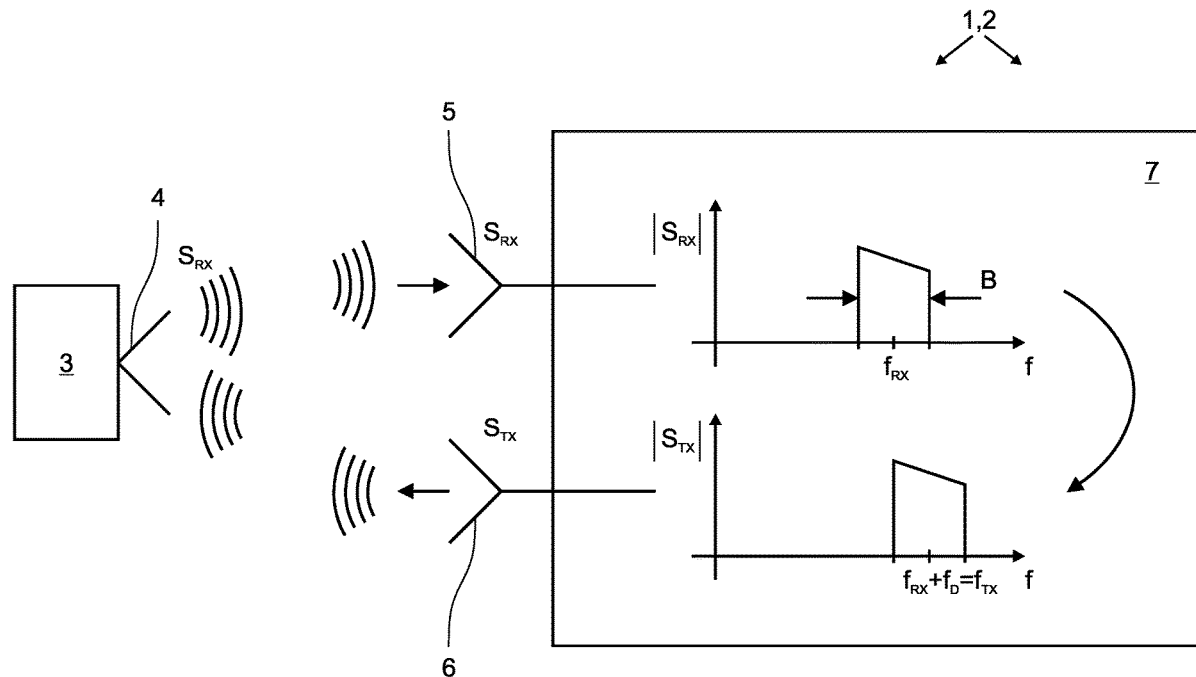 1,2
5
7
4
S_RX
S_RX
|S_RX|
B
3
f_RX
f
S_TX
|S_TX|
f_RX+f_D=f_TX
f
6